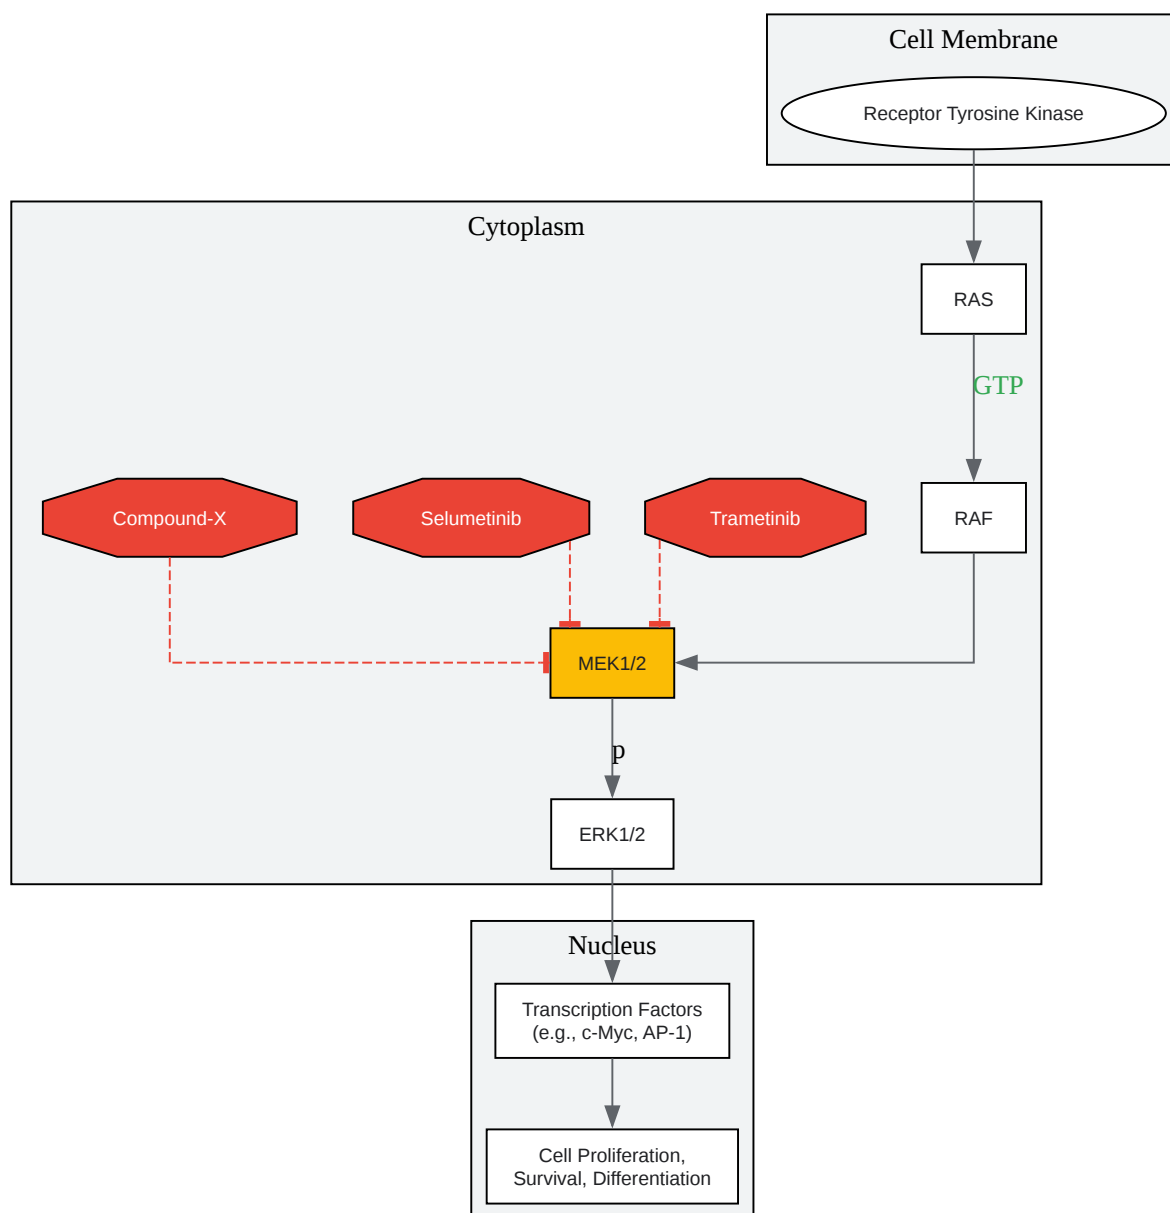 Cell Membrane
Receptor Tyrosine Kinase
Cytoplasm
RAS
GTP
Compound-X
Selumetinib
Trametinib
RAF
MEK1/2
p
ERK1/2
Nucleus
Transcription Factors
(e.g., c-Myc, AP-1)
Cell Proliferation,
Survival, Differentiation